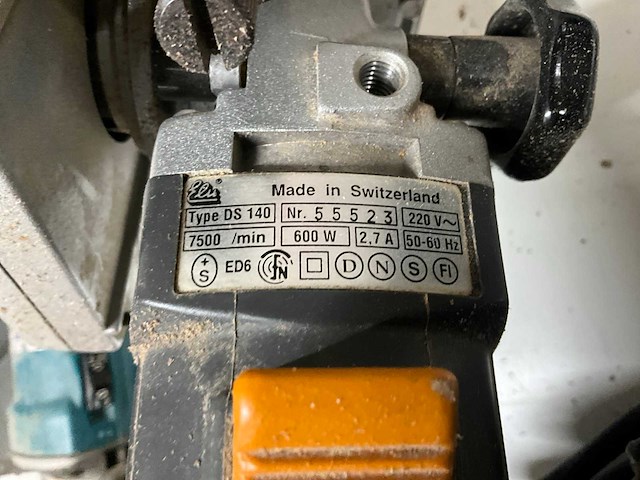 Made in Switzerland
Type DS 140 Nr. 55523 220 V~
7500 /min 600 W 2.7 A 50-60 Hz
+S ED6 D N S FI